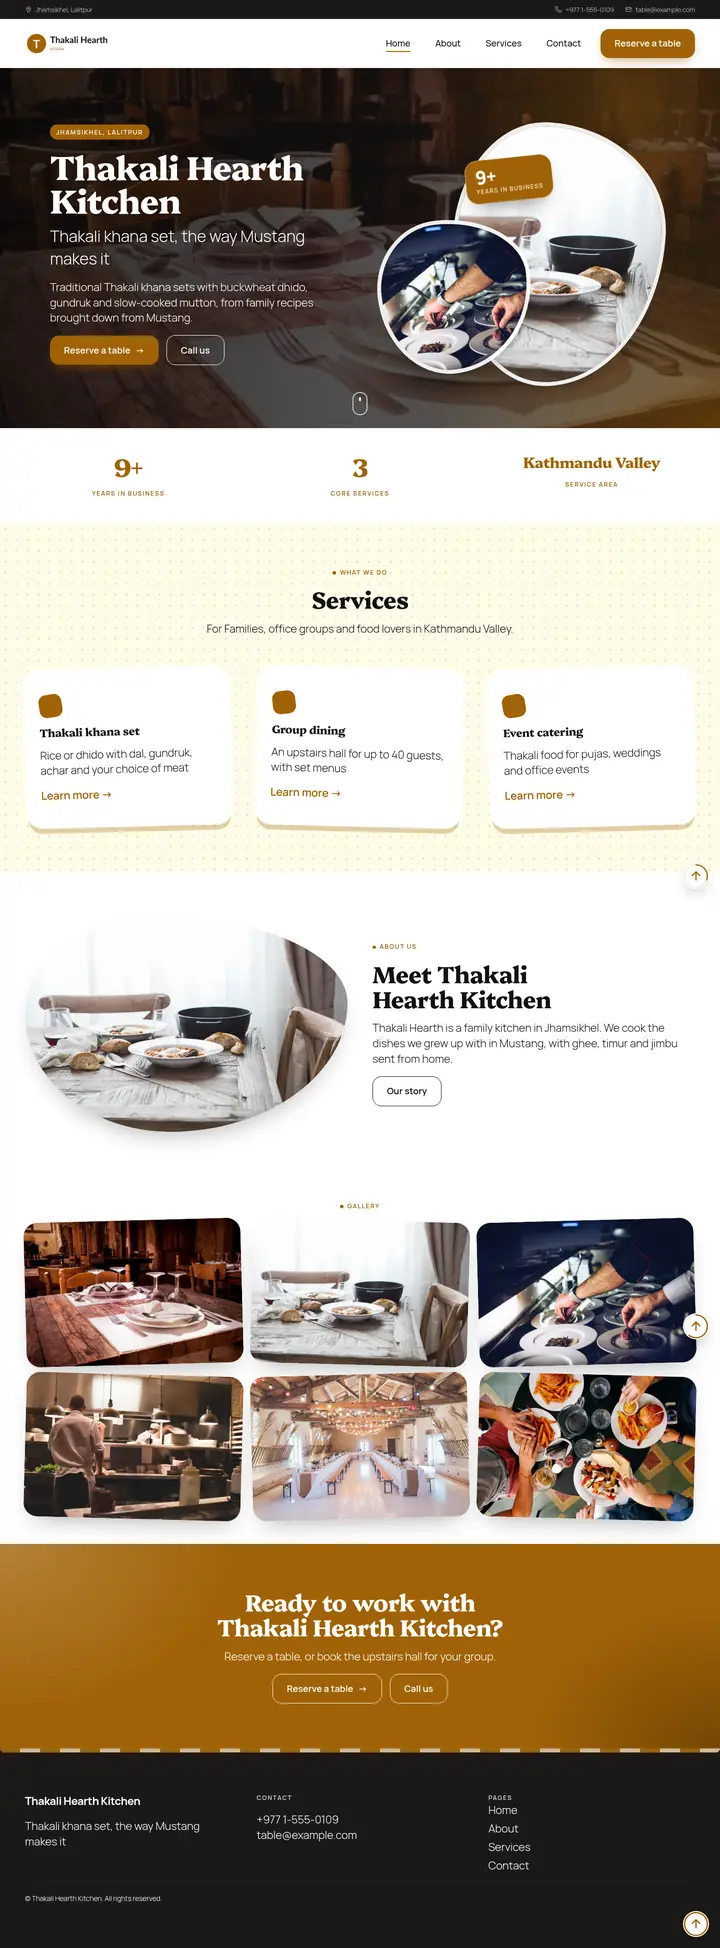 Jhamsikhel, Lalitpur
+977 1-555-0109
table@example.com
T
Thakali Hearth
Home
About
Services
Contact
Reserve a table
JHAMSIKHEL, LALITPUR
Thakali Hearth
Kitchen
Thakali khana set, the way Mustang
makes it
Traditional Thakali khana sets with buckwheat dhido,
gundruk and slow-cooked mutton, from family recipes
brought down from Mustang.
Reserve a table →
Call us
9+
YEARS IN BUSINESS
9+
YEARS IN BUSINESS
3
CORE SERVICES
Kathmandu Valley
SERVICE AREA
WHAT WE DO
Services
For Families, office groups and food lovers in Kathmandu Valley.
Thakali khana set
Rice or dhido with dal, gundruk,
achar and your choice of meat
Learn more →
Group dining
An upstairs hall for up to 40 guests,
with set menus
Learn more →
Event catering
Thakali food for pujas, weddings
and office events
Learn more →
ABOUT US
Meet Thakali
Hearth Kitchen
Thakali Hearth is a family kitchen in Jhamsikhel. We cook the
dishes we grew up with in Mustang, with ghee, timur and jimbu
sent from home.
Our story
GALLERY
Ready to work with
Thakali Hearth Kitchen?
Reserve a table, or book the upstairs hall for your group.
Reserve a table →
Call us
Thakali Hearth Kitchen
Thakali khana set, the way Mustang
makes it
CONTACT
+977 1-555-0109
table@example.com
PAGES
Home
About
Services
Contact
© Thakali Hearth Kitchen. All rights reserved.